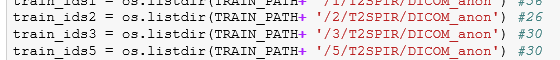 train_ids1 = os.listdir(TRAIN_PATH+ '/1/T2SPIR/DICOM_anon') #36
train_ids2 = os.listdir(TRAIN_PATH+ '/2/T2SPIR/DICOM_anon') #26
train_ids3 = os.listdir(TRAIN_PATH+ '/3/T2SPIR/DICOM_anon') #30
train_ids5 = os.listdir(TRAIN_PATH+ '/5/T2SPIR/DICOM_anon') #30